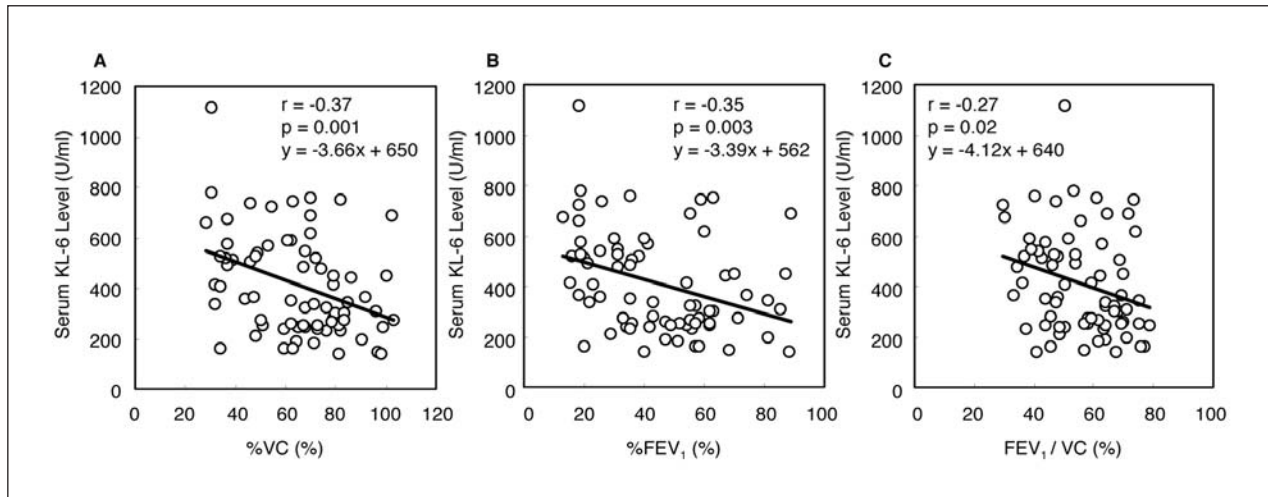 A
Serum KL-6 Level (U/ml)
1200
1000
800
600
400
200
0
r = -0.37
p = 0.001
y = -3.66x + 650
0 20 40 60 80 100 120
%VC (%)
B
Serum KL-6 Level (U/ml)
1200
1000
800
600
400
200
0
r = -0.35
p = 0.003
y = -3.39x + 562
0 20 40 60 80 100
%FEV₁ (%)
C
Serum KL-6 Level (U/ml)
1200
1000
800
600
400
200
0
r = -0.27
p = 0.02
y = -4.12x + 640
0 20 40 60 80 100
FEV₁ / VC (%)